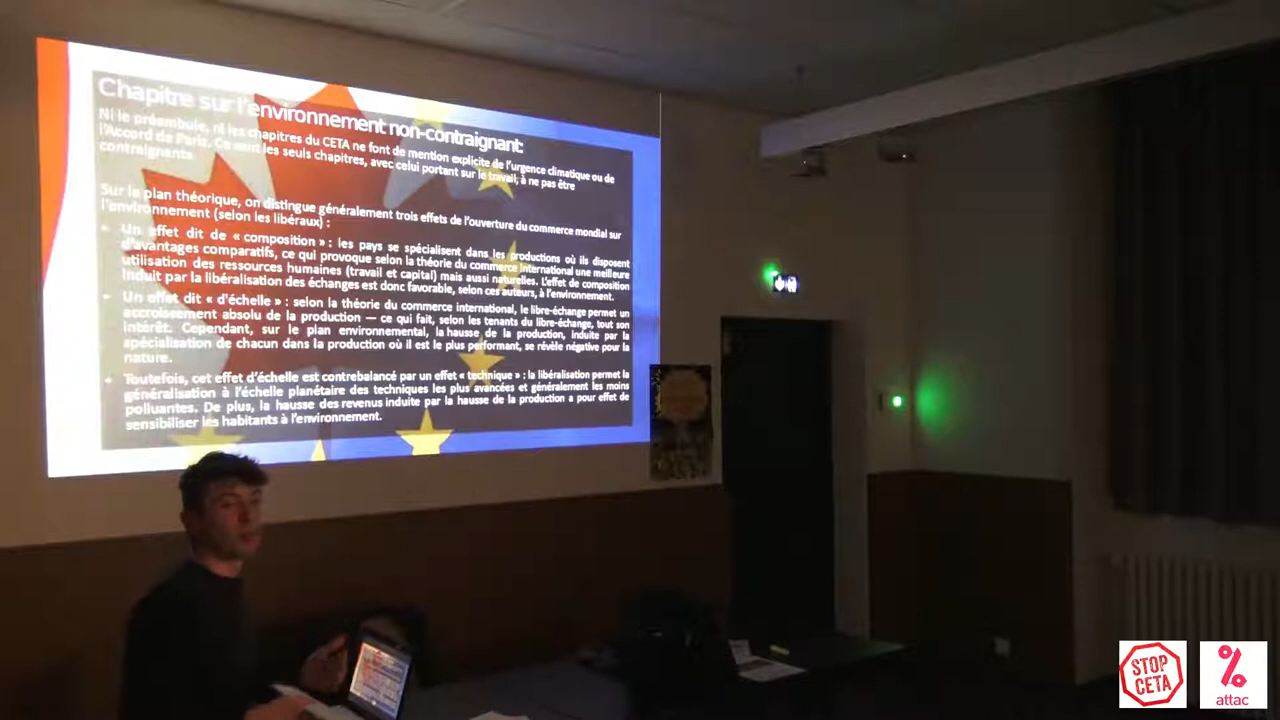 Chapitre sur l'environnement non-contraignant:
Ni le préambule, ni les chapitres du CETA ne font de mention explicite de l'urgence climatique ou de
l'Accord de Paris. Ce sont les seuls chapitres, avec celui portant sur le travail, à ne pas être
contraignants.
Sur le plan théorique, on distingue généralement trois effets de l'ouverture du commerce mondial sur
l'environnement (selon les libéraux) :
• Un effet dit de « composition » : les pays se spécialisent dans les productions où ils disposent
d'avantages comparatifs, ce qui provoque selon la théorie du commerce international une meilleure
utilisation des ressources humaines (travail et capital) mais aussi naturelles. L'effet de composition
induit par la libéralisation des échanges est donc favorable, selon ces auteurs, à l'environnement.
• Un effet dit « d'échelle » : selon la théorie du commerce international, le libre-échange permet un
accroissement absolu de la production — ce qui fait, selon les tenants du libre-échange, tout son
intérêt. Cependant, sur le plan environnemental, la hausse de la production, induite par la
spécialisation de chacun dans la production où il est le plus performant, se révèle négative pour la
nature.
• Toutefois, cet effet d'échelle est contrebalancé par un effet « technique » : la libéralisation permet la
généralisation à l'échelle planétaire des techniques les plus avancées et généralement les moins
polluantes. De plus, la hausse des revenus induite par la hausse de la production a pour effet de
sensibiliser les habitants à l'environnement.
STOP
CETA
%
attac